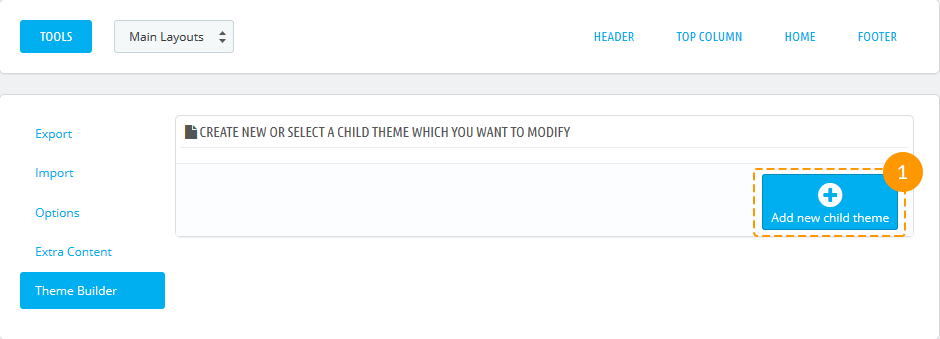 TOOLS
Main Layouts
HEADER
TOP COLUMN
HOME
FOOTER
Export
Import
Options
Extra Content
Theme Builder
CREATE NEW OR SELECT A CHILD THEME WHICH YOU WANT TO MODIFY
1
Add new child theme